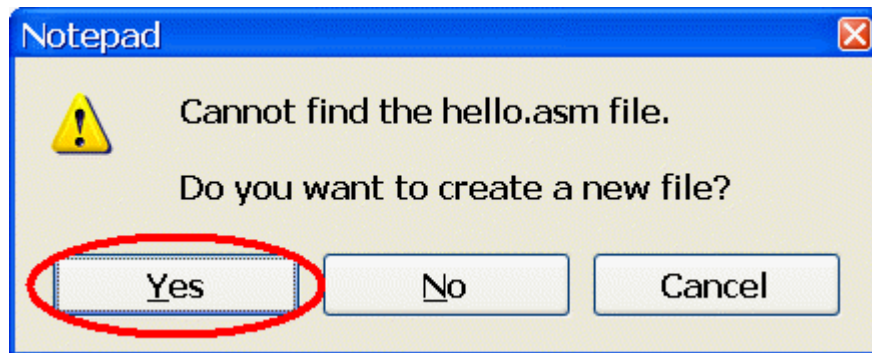 Notepad
Cannot find the hello.asm file.
Do you want to create a new file?
Yes
No
Cancel